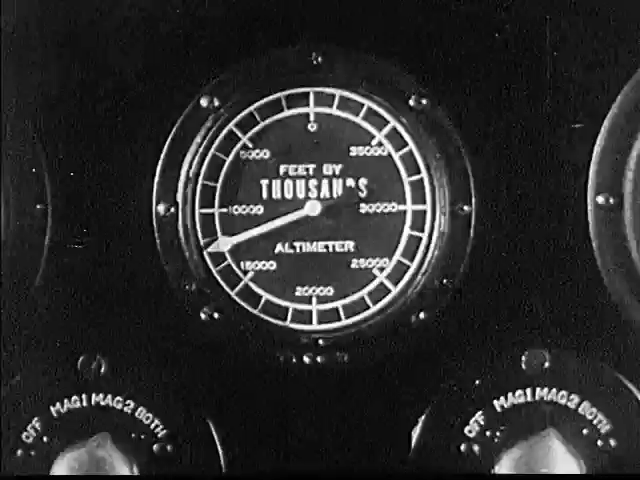 0
5000 35000
FEET BY
THOUSANDS
10000 30000
ALTIMETER
15000 25000
20000
OFF MAG1 MAG2 BOTH
OFF MAG1 MAG2 BOTH